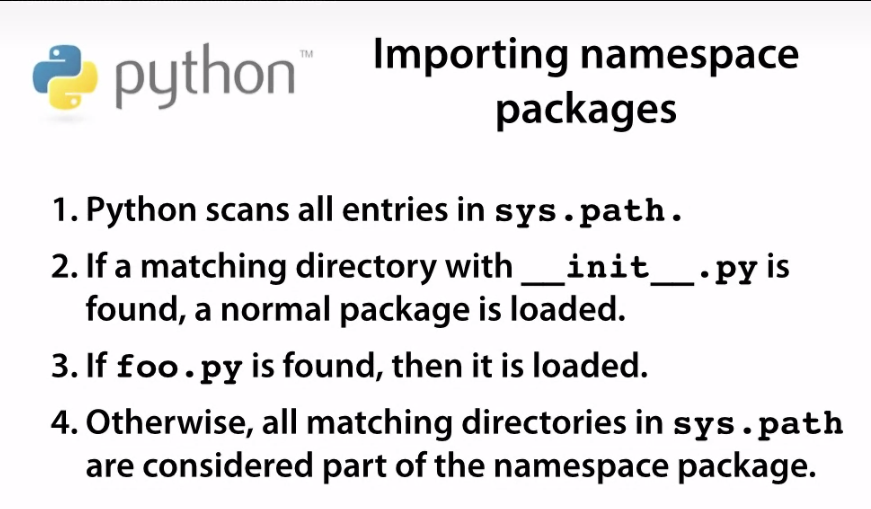 python™
Importing namespace
packages
1. Python scans all entries in sys.path.
2. If a matching directory with __init__.py is
found, a normal package is loaded.
3. If foo.py is found, then it is loaded.
4. Otherwise, all matching directories in sys.path
are considered part of the namespace package.